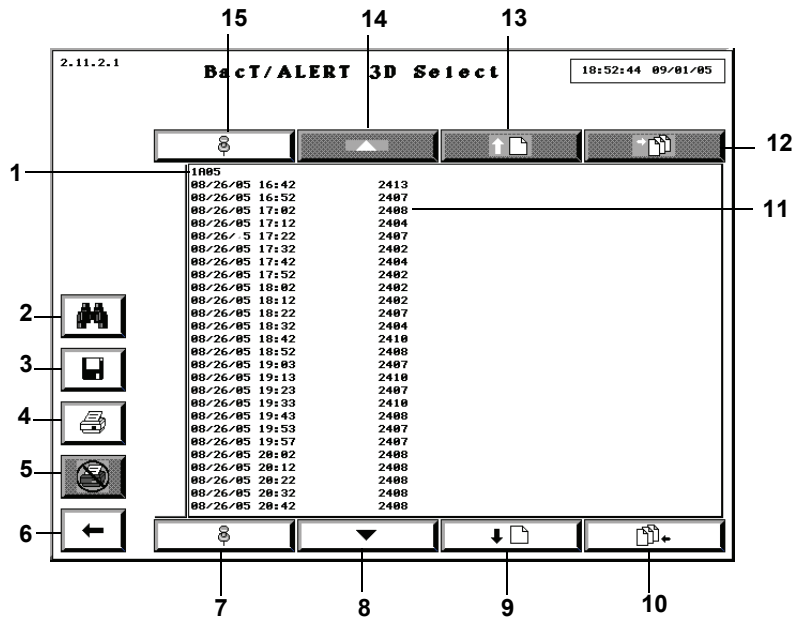 15 14 13
2.11.2.1 BacT/ALERT 3D Select 18:52:44 09/01/05
12
1 1A05
08/26/05 16:42 2413
08/26/05 16:52 2407
08/26/05 17:02 2408 11
08/26/05 17:12 2404
08/26/ 5 17:22 2407
08/26/05 17:32 2402
08/26/05 17:42 2404
08/26/05 17:52 2402
08/26/05 18:02 2402
08/26/05 18:12 2402
2 08/26/05 18:22 2407
08/26/05 18:32 2404
08/26/05 18:42 2410
08/26/05 18:52 2408
3 08/26/05 19:03 2407
08/26/05 19:13 2410
08/26/05 19:23 2407
08/26/05 19:33 2410
4 08/26/05 19:43 2408
08/26/05 19:53 2407
08/26/05 19:57 2407
08/26/05 20:02 2408
5 08/26/05 20:12 2408
08/26/05 20:22 2408
08/26/05 20:32 2408
08/26/05 20:42 2408
6
7 8 9 10